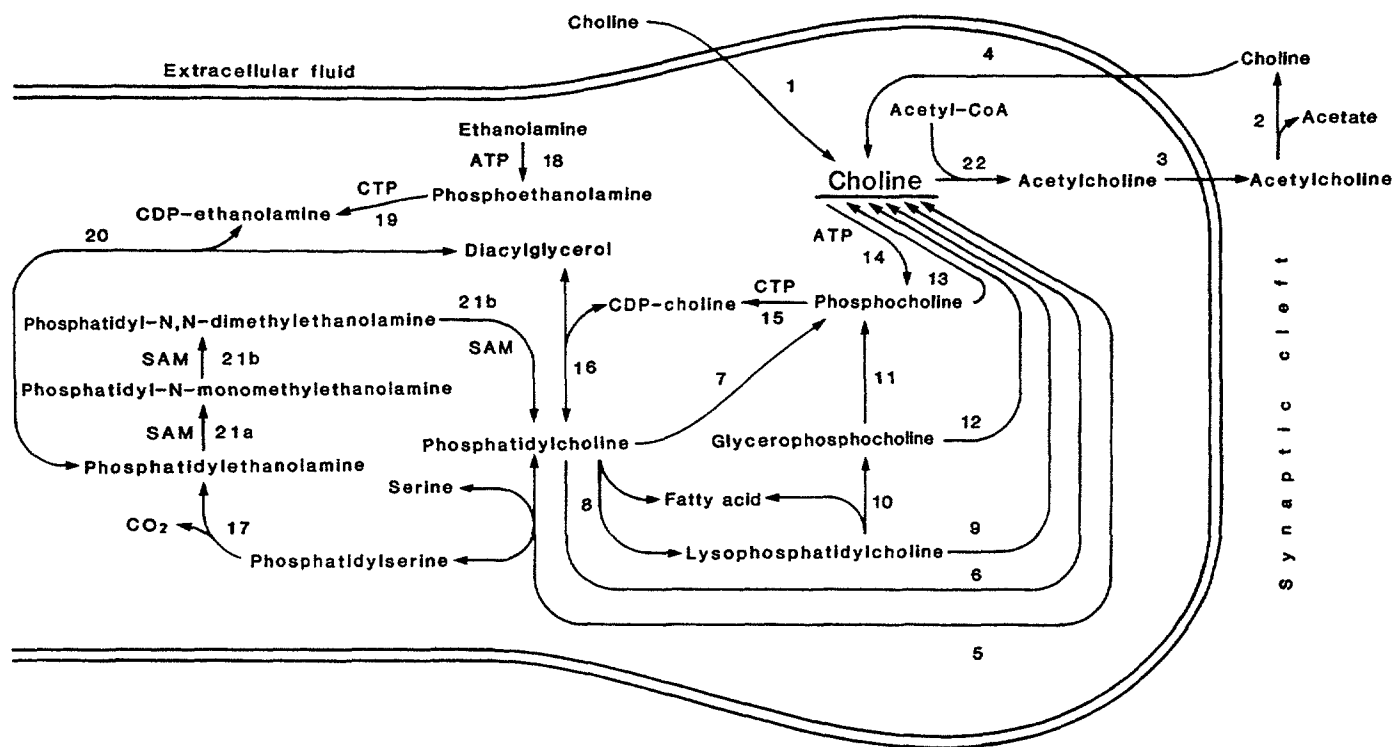 Choline
4
Choline
Extracellular fluid
1
Acetyl-CoA
2
Acetate
Ethanolamine
ATP
18
3
22
Choline
Acetylcholine
Acetylcholine
CTP
Phosphoethanolamine
CDP-ethanolamine
19
20
ATP
14
Diacylglycerol
13
21b
CTP
CDP-choline
Phosphocholine
15
Phosphatidyl-N,N-dimethylethanolamine
SAM
SAM
21b
16
7
11
Phosphatidyl-N-monomethylethanolamine
SAM
21a
12
Phosphatidylcholine
Glycerophosphocholine
Phosphatidylethanolamine
Serine
8
Fatty acid
10
CO2
17
9
Phosphatidylserine
Lysophosphatidylcholine
6
5
Synaptic cleft